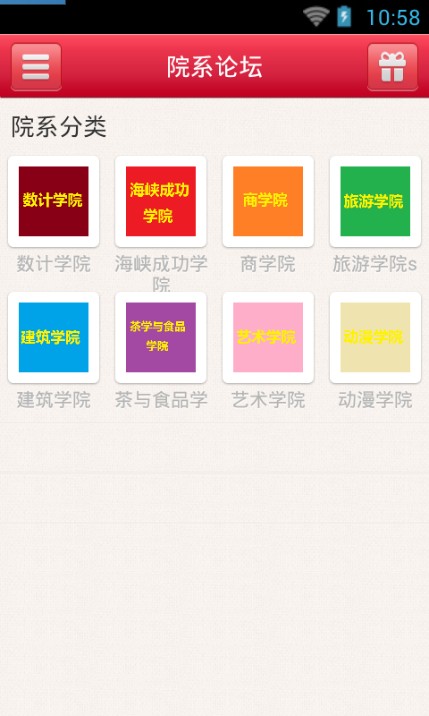 10:58
院系论坛
院系分类
数计学院
海峡成功
学院
商学院
旅游学院
数计学院
海峡成功学
院
商学院
旅游学院s
建筑学院
茶学与食品
学院
艺术学院
动漫学院
建筑学院
茶与食品学
艺术学院
动漫学院